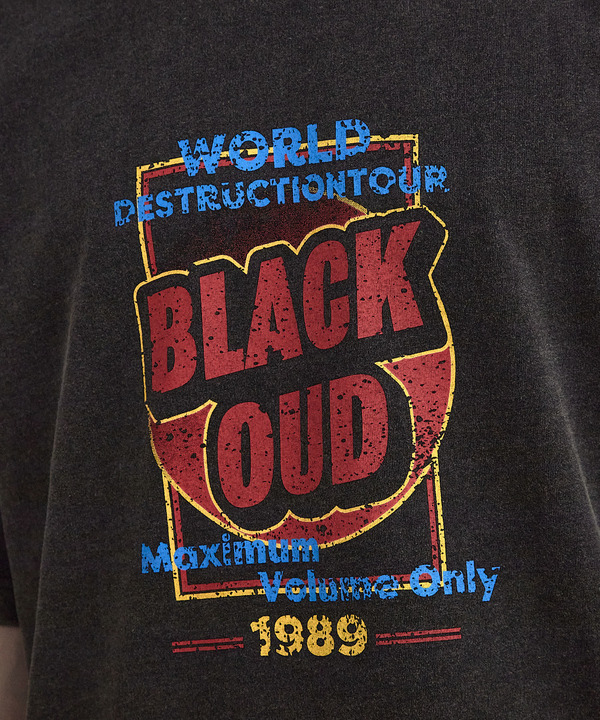 WORLD
DESTRUCTIONTOUR
BLACK
OUD
Maximum
Volume Only
1989